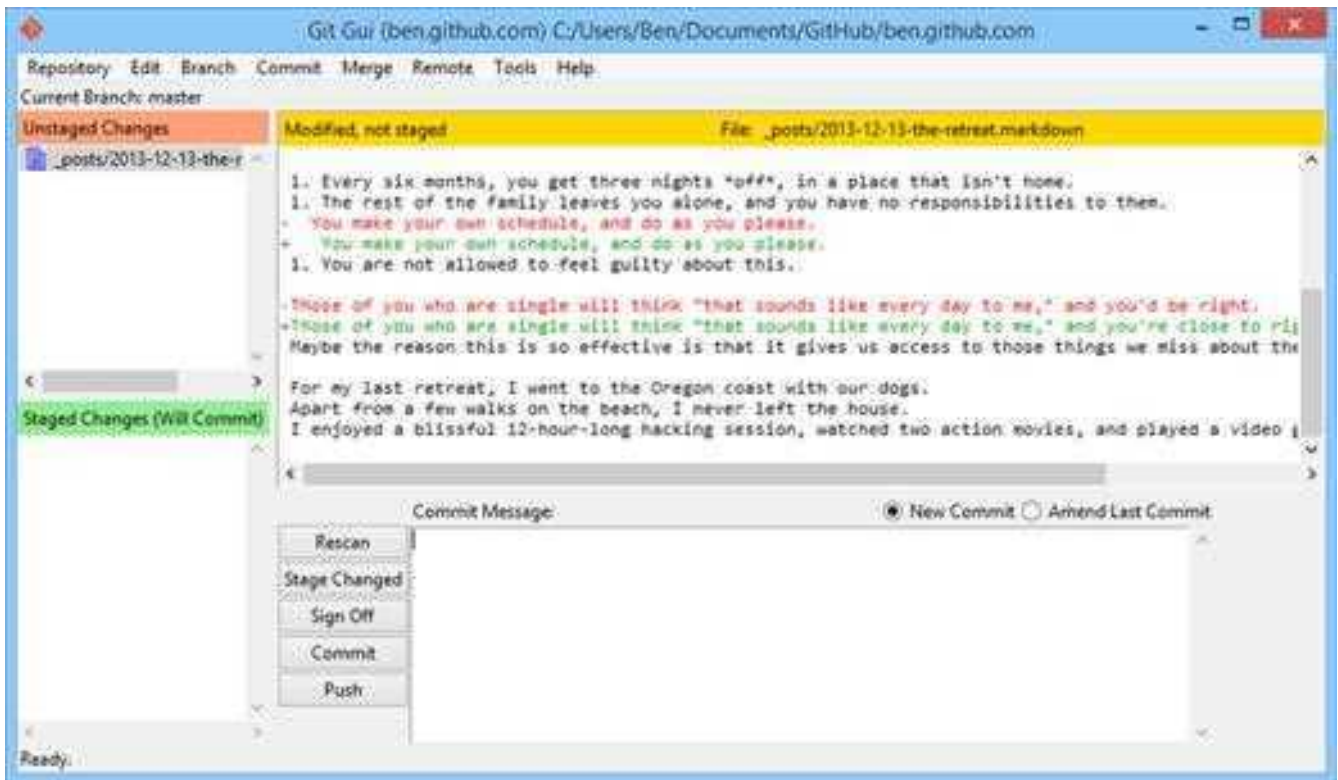 Git Gui (ben.github.com) C:/Users/Ben/Documents/GitHub/ben.github.com
Repository Edit Branch Commit Merge Remote Tools Help
Current Branch: master
Unstaged Changes
Modified, not staged File: _posts/2013-12-13-the-retreat.markdown
_posts/2013-12-13-the-r
1. Every six months, you get three nights *off*, in a place that isn't home.
1. The rest of the family leaves you alone, and you have no responsibilities to them.
-  You make your own schedule, and do as you please.
+   You make your own schedule, and do as you please.
1. You are not allowed to feel guilty about this.
-Those of you who are single will think "that sounds like every day to me," and you'd be right.
+Those of you who are single will think "that sounds like every day to me," and you're close to rig
Maybe the reason this is so effective is that it gives us access to those things we miss about the
For my last retreat, I went to the Oregon coast with our dogs.
Apart from a few walks on the beach, I never left the house.
I enjoyed a blissful 12-hour-long hacking session, watched two action movies, and played a video g
Staged Changes (Will Commit)
Commit Message: New Commit Amend Last Commit
Rescan
Stage Changed
Sign Off
Commit
Push
Ready.